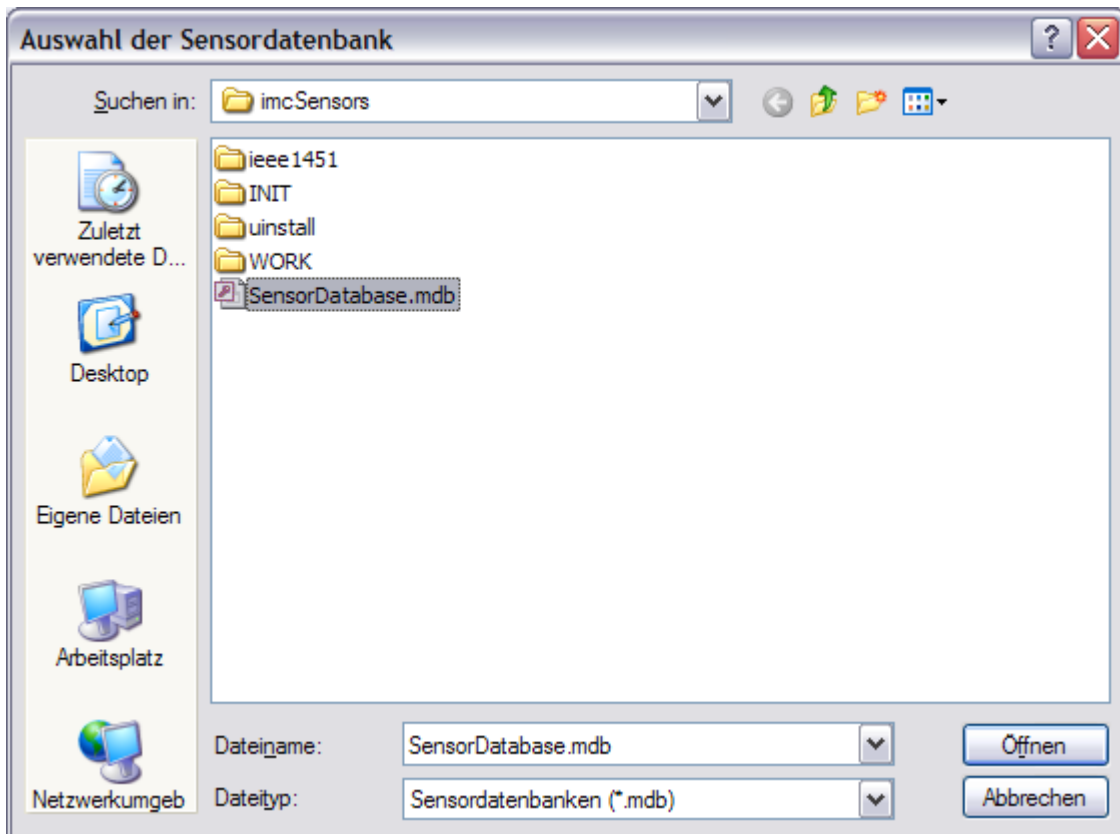 Auswahl der Sensordatenbank
Suchen in:
imcSensors
Zuletzt
verwendete D...
Desktop
Eigene Dateien
Arbeitsplatz
Netzwerkumgeb
ieee1451
INIT
uinstall
WORK
SensorDatabase.mdb
Dateiname:
SensorDatabase.mdb
Öffnen
Dateityp:
Sensordatenbanken (*.mdb)
Abbrechen